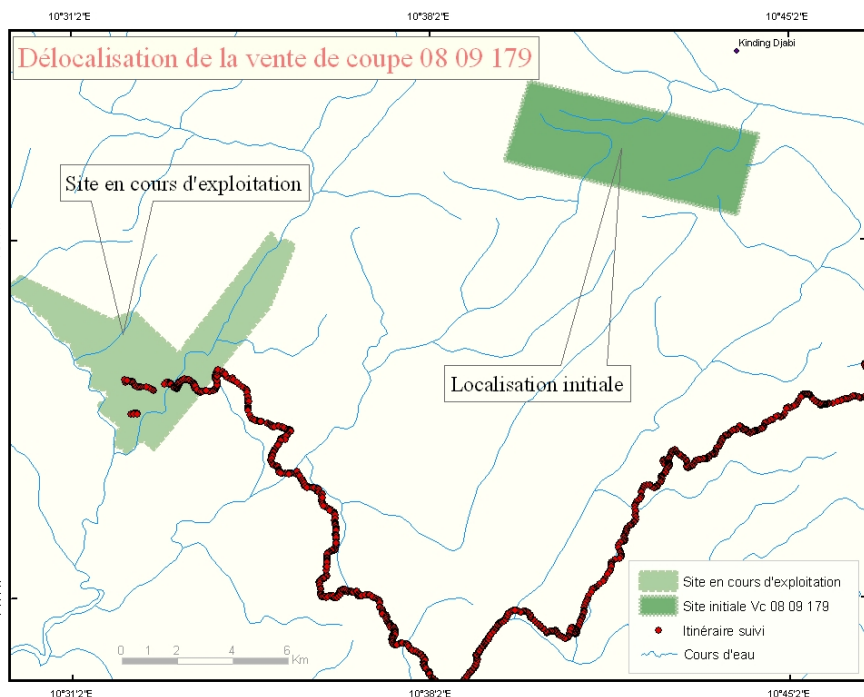 10°31'2"E 10°38'2"E 10°45'2"E
Délocalisation de la vente de coupe 08 09 179
Kinding Djabi
Site en cours d'exploitation
Localisation initiale
Site en cours d'exploitation
Site initiale Vc 08 09 179
Itinéraire suivi
Cours d'eau
0 1 2 4 6
Km
10°31'2"E 10°38'2"E 10°45'2"E